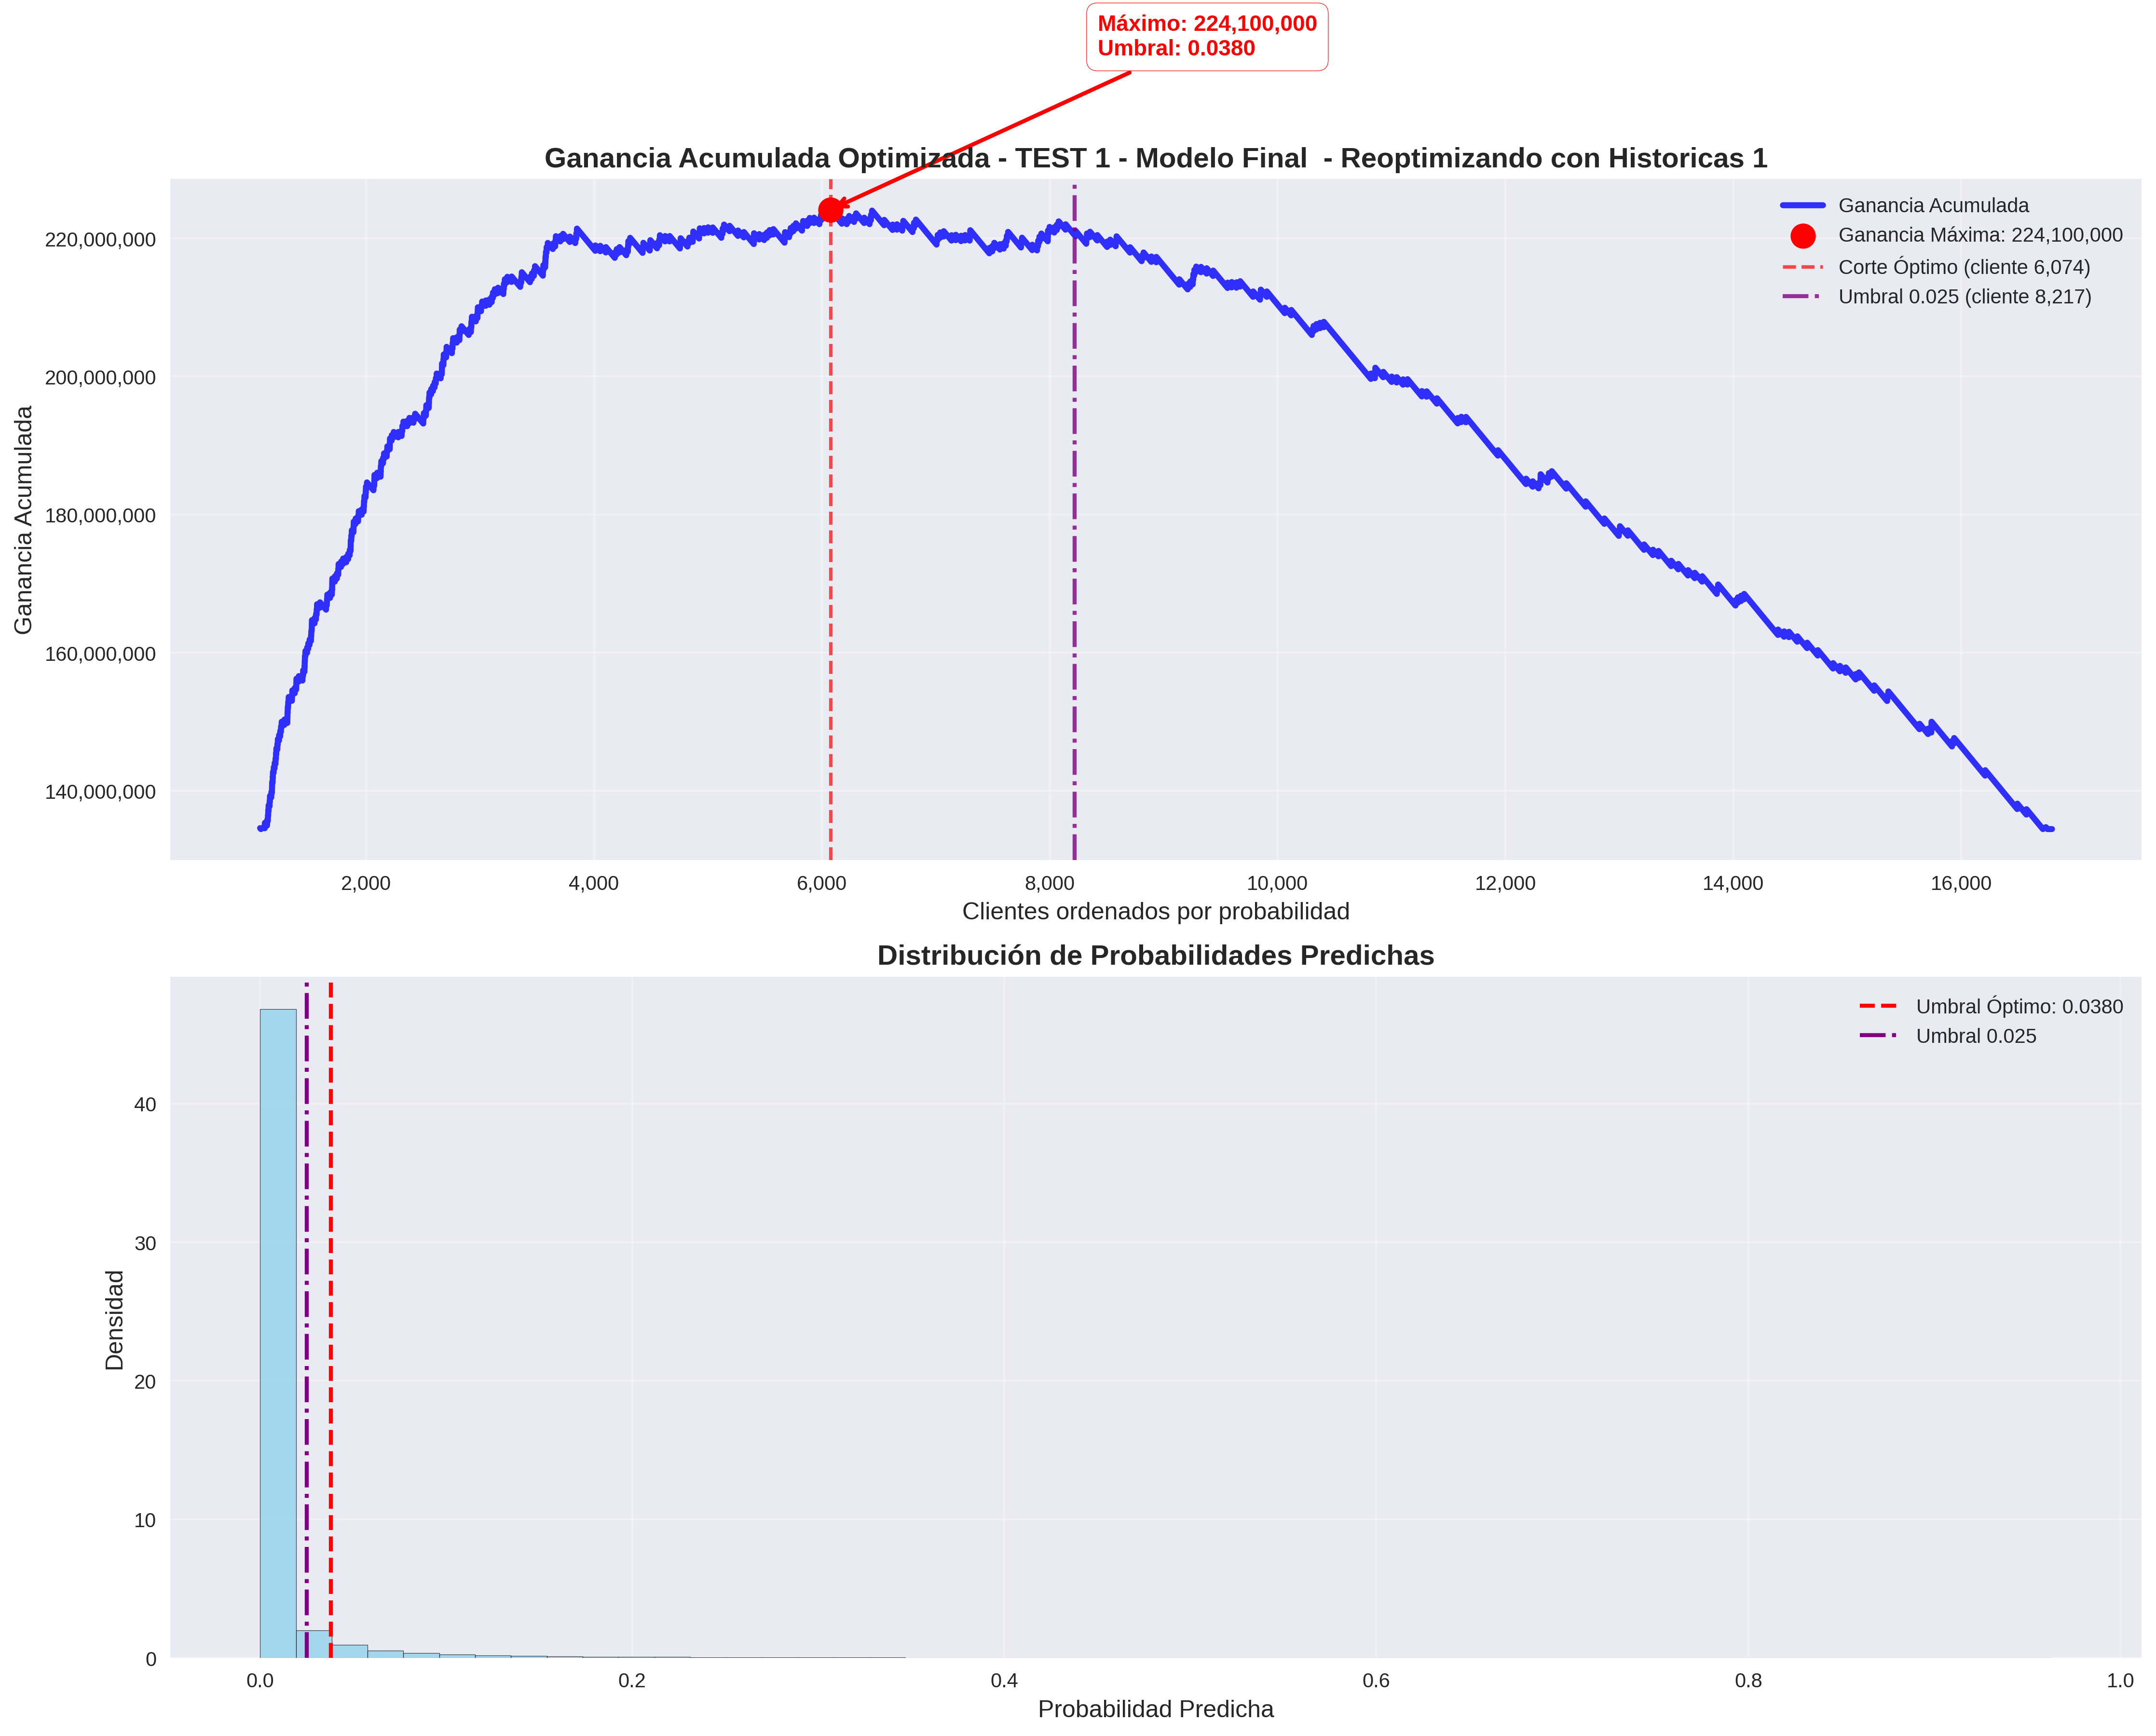 Máximo: 224,100,000
Umbral: 0.0380
Ganancia Acumulada Optimizada - TEST 1 - Modelo Final  - Reoptimizando con Historicas 1
Ganancia Acumulada
Ganancia Máxima: 224,100,000
Corte Óptimo (cliente 6,074)
Umbral 0.025 (cliente 8,217)
Ganancia Acumulada
220,000,000
200,000,000
180,000,000
160,000,000
140,000,000
2,000
4,000
6,000
8,000
10,000
12,000
14,000
16,000
Clientes ordenados por probabilidad
Distribución de Probabilidades Predichas
Umbral Óptimo: 0.0380
Umbral 0.025
Densidad
40
30
20
10
0
0.0
0.2
0.4
0.6
0.8
1.0
Probabilidad Predicha